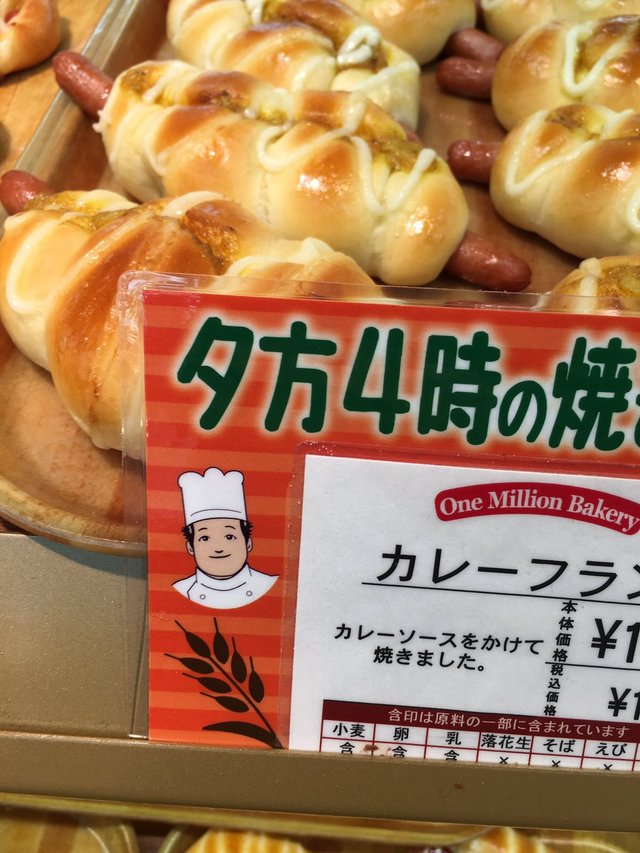 夕方4時の焼
One Million Bakery
カレーフラン
カレーソースをかけて
焼きました。
本体価格 ¥1
税込価格 ¥1
含印は原料の一部に含まれています
小麦 卵 乳 落花生 そば えび
含 含 含 × × ×